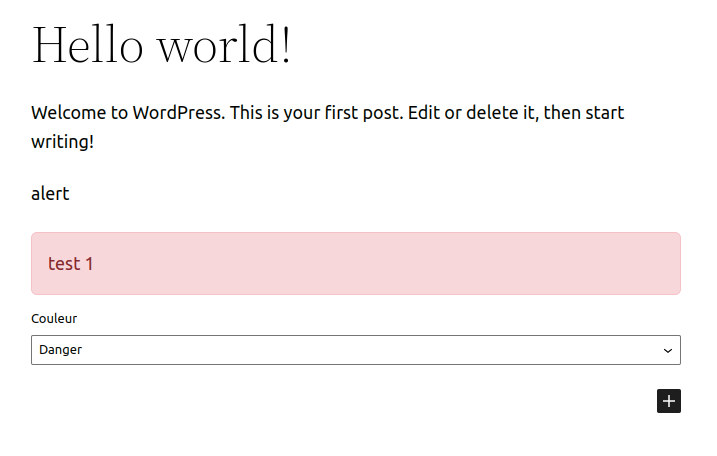 Hello world!
Welcome to WordPress. This is your first post. Edit or delete it, then start
writing!
alert
test 1
Couleur
Danger